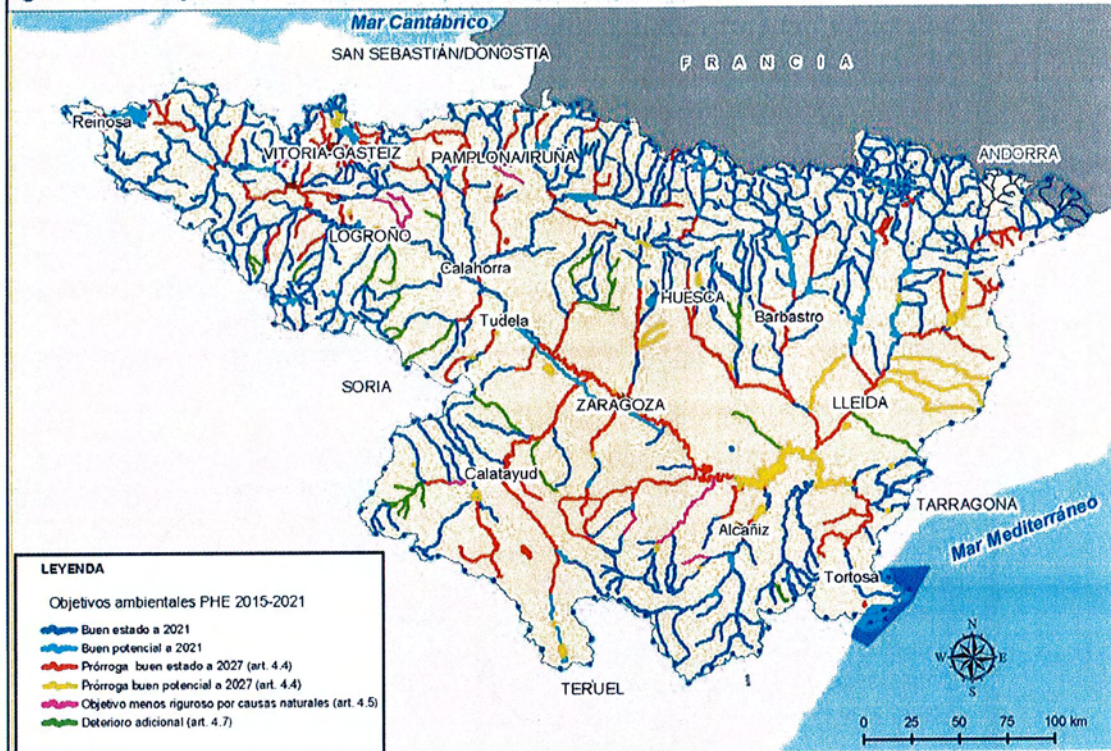 Mar Cantábrico
SAN SEBASTIÁN/DONOSTIA
FRANCIA
Reinosa
VITORIA-GASTEIZ
PAMPLONA/IRUÑA
ANDORRA
LOGROÑO
Calahorra
HUESCA
Barbastro
Tudela
SORIA
ZARAGOZA
LLEIDA
Calatayud
TARRAGONA
Alcañiz
Mar Mediterráneo
Tortosa
TERUEL
LEYENDA
Objetivos ambientales PHE 2015-2021
Buen estado a 2021
Buen potencial a 2021
Prórroga buen estado a 2027 (art. 4.4)
Prórroga buen potencial a 2027 (art. 4.4)
Objetivo menos riguroso por causas naturales (art. 4.5)
Deterioro adicional (art. 4.7)
N
W E
S
0 25 50 75 100 km